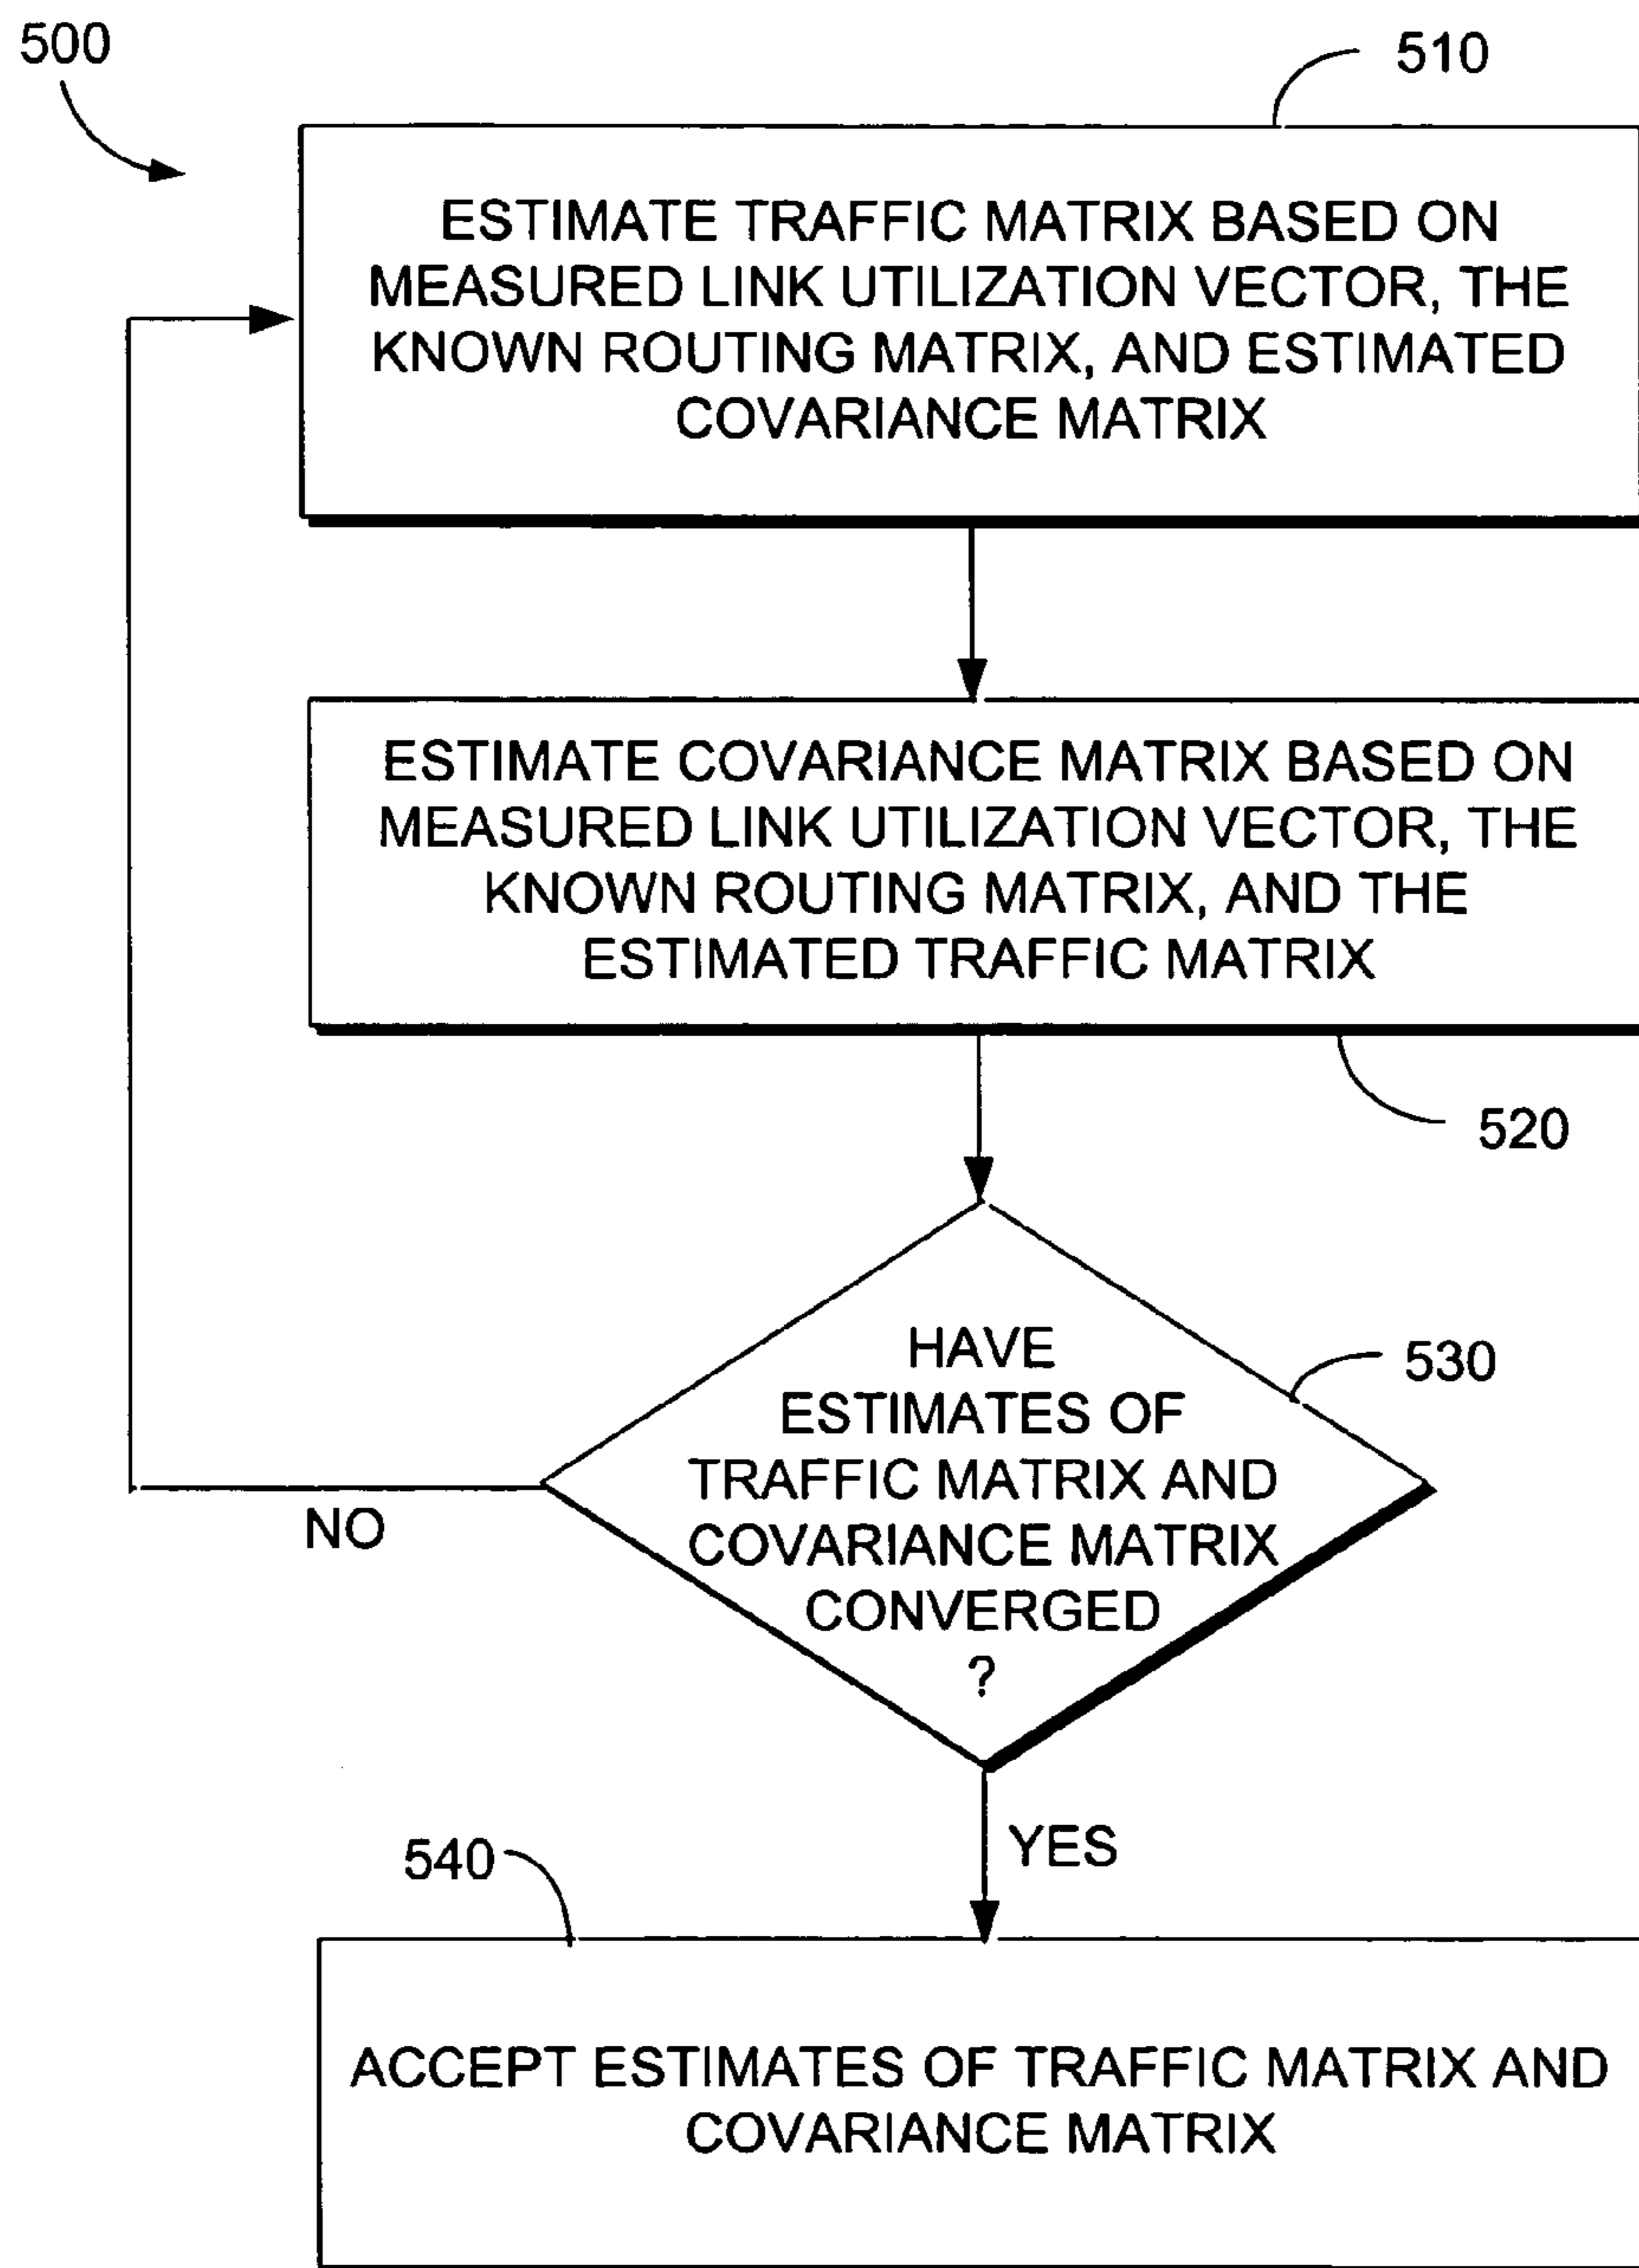 500
510
ESTIMATE TRAFFIC MATRIX BASED ON
MEASURED LINK UTILIZATION VECTOR, THE
KNOWN ROUTING MATRIX, AND ESTIMATED
COVARIANCE MATRIX
ESTIMATE COVARIANCE MATRIX BASED ON
MEASURED LINK UTILIZATION VECTOR, THE
KNOWN ROUTING MATRIX, AND THE
ESTIMATED TRAFFIC MATRIX
520
HAVE
ESTIMATES OF
TRAFFIC MATRIX AND
COVARIANCE MATRIX
CONVERGED
?
530
NO
YES
540
ACCEPT ESTIMATES OF TRAFFIC MATRIX AND
COVARIANCE MATRIX